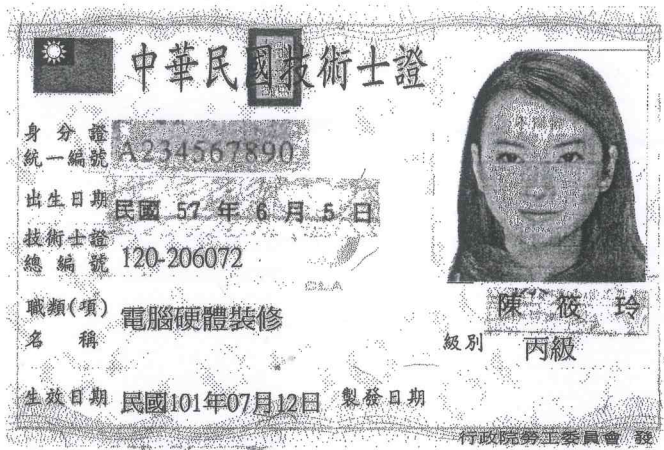 中華民國技術士證
身分證
統一編號 A234567890
出生日期 民國 57 年 6 月 5 日
技術士證
總編號 120-206072
CLA
職類(項)
名稱 電腦硬體裝修
陳筱玲
級別 丙級
生效日期 民國101年07月12日 製發日期
行政院勞工委員會 發